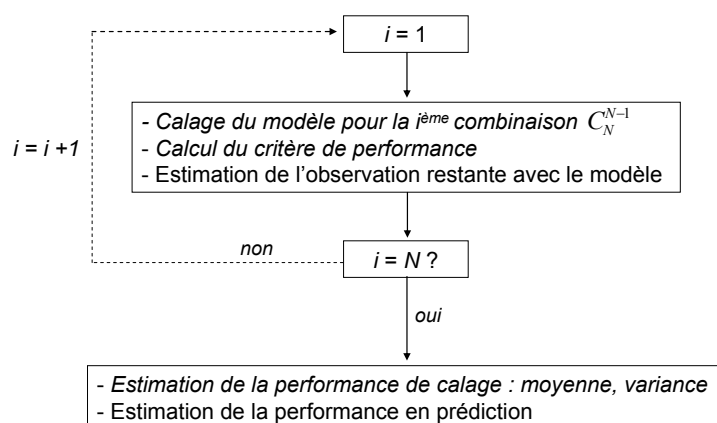 i = 1
- Calage du modèle pour la ième combinaison C_N^{N-1}
- Calcul du critère de performance
- Estimation de l'observation restante avec le modèle
i = i +1
non
i = N ?
oui
- Estimation de la performance de calage : moyenne, variance
- Estimation de la performance en prédiction